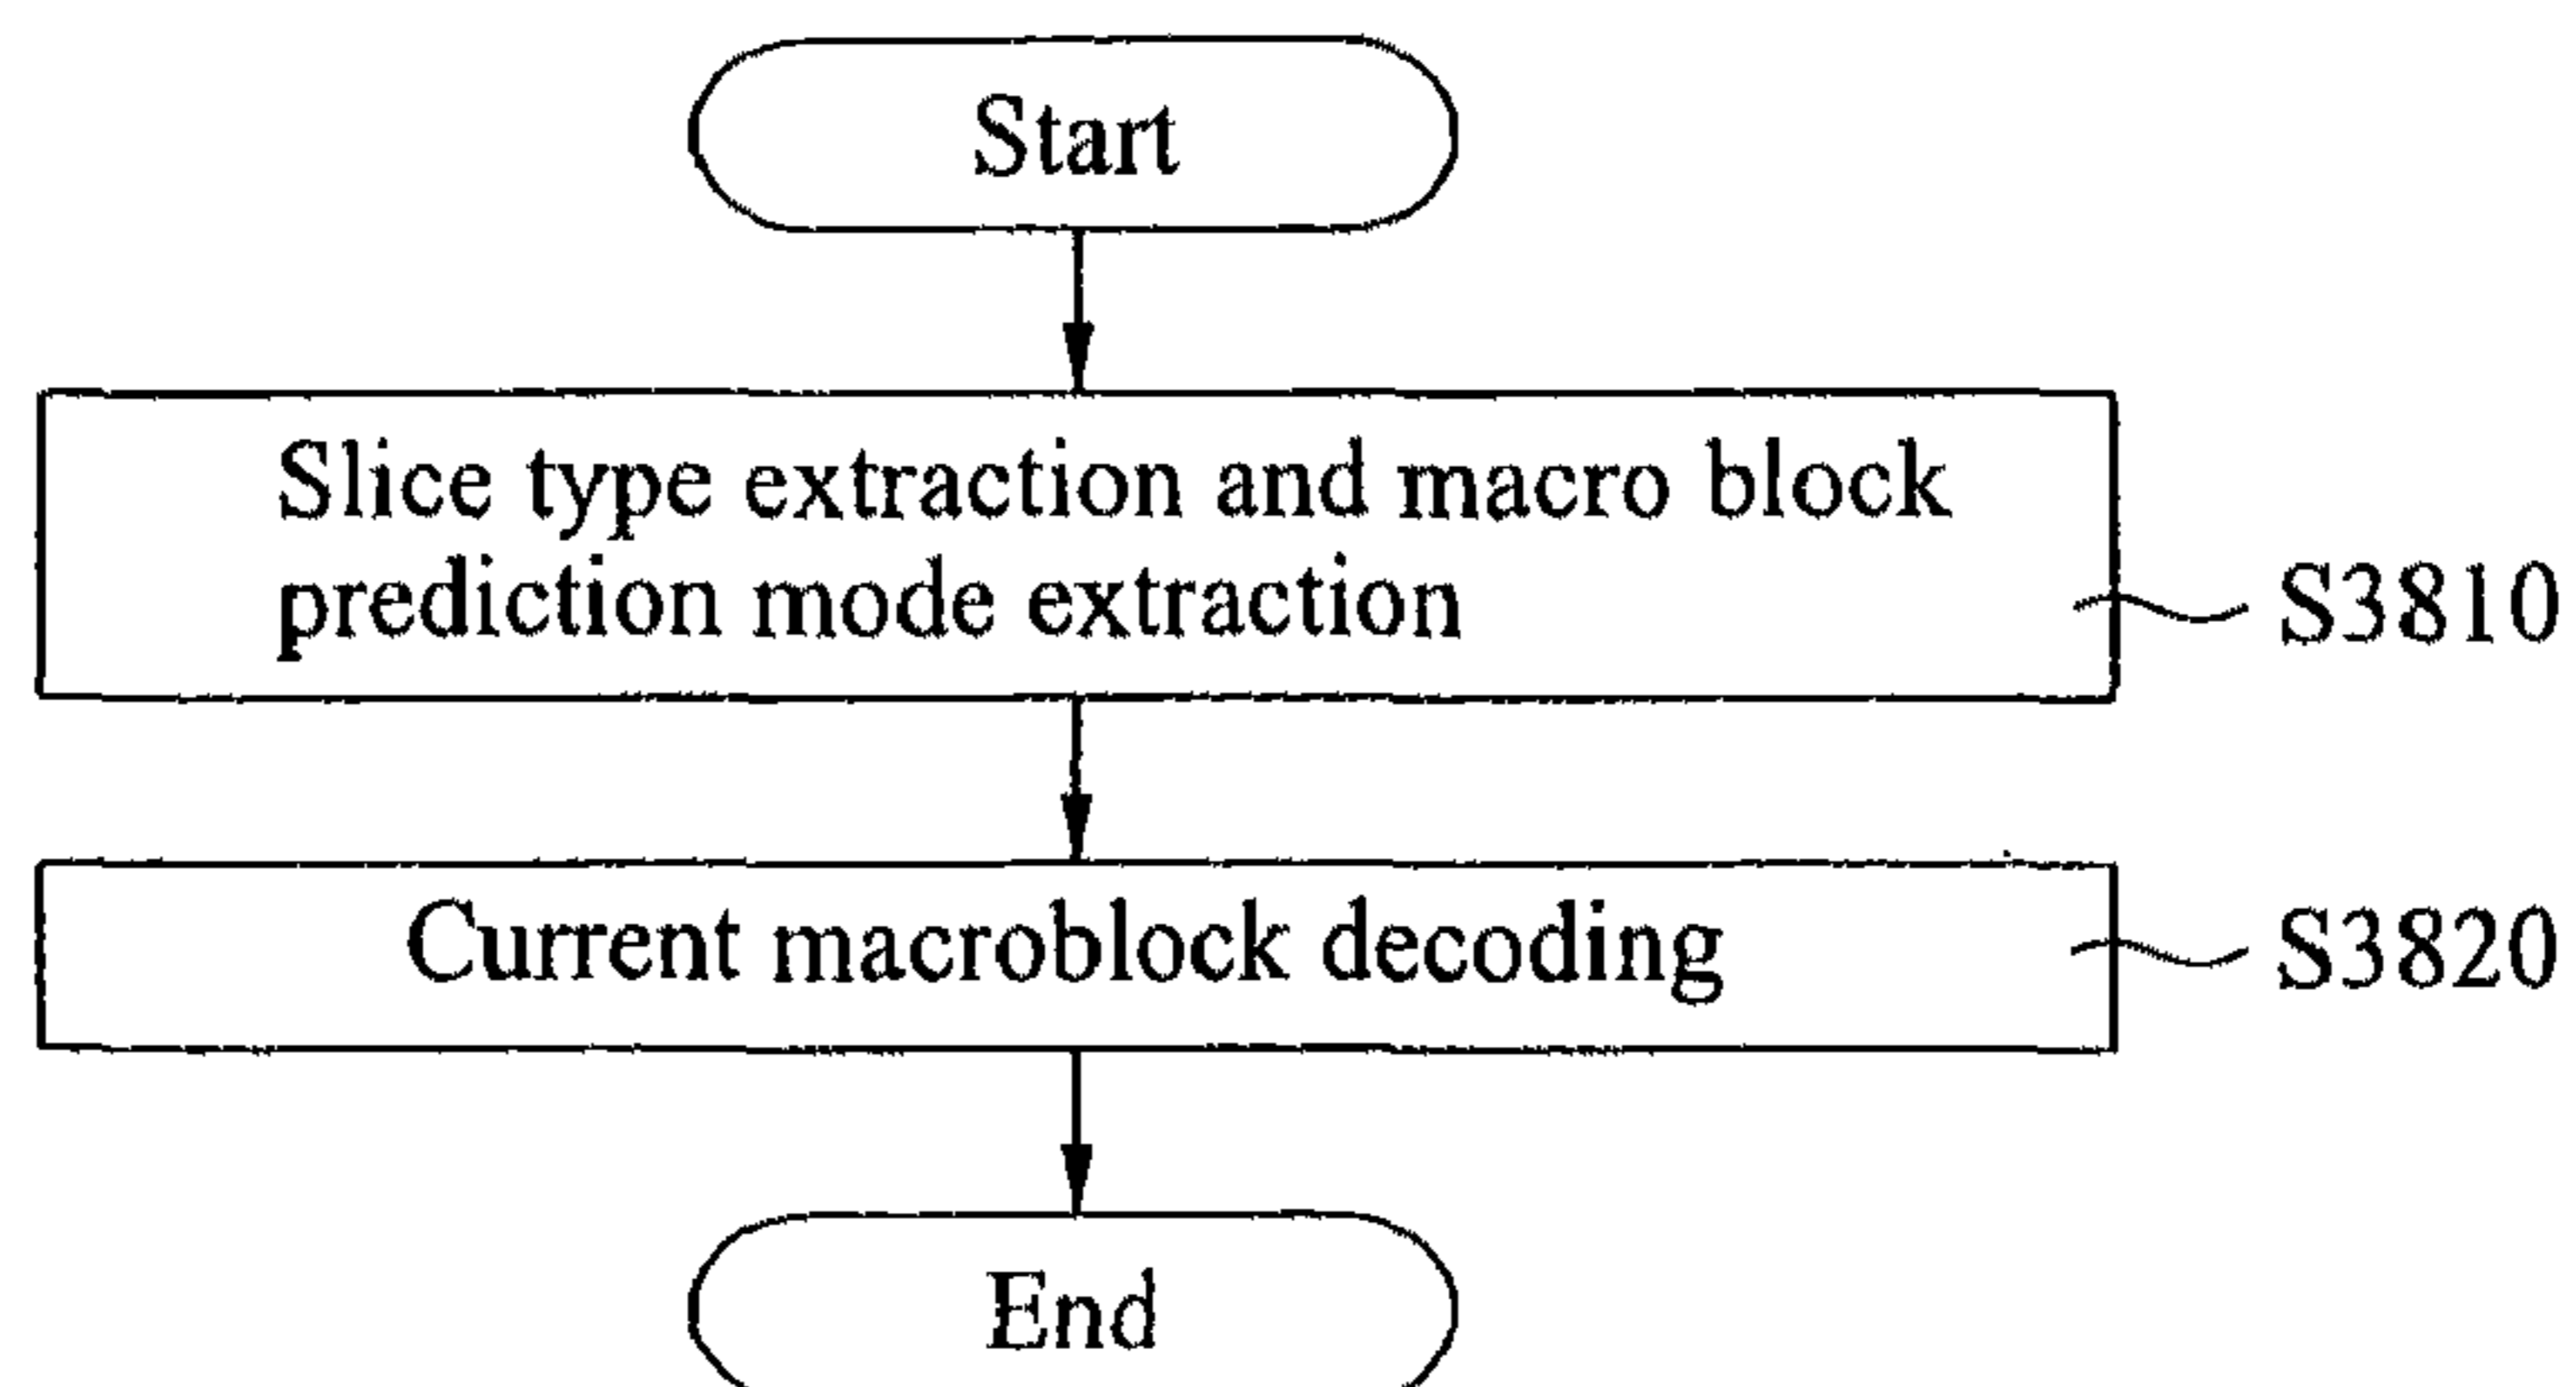 Start
Slice type extraction and macro block
prediction mode extraction
S3810
Current macroblock decoding
S3820
End